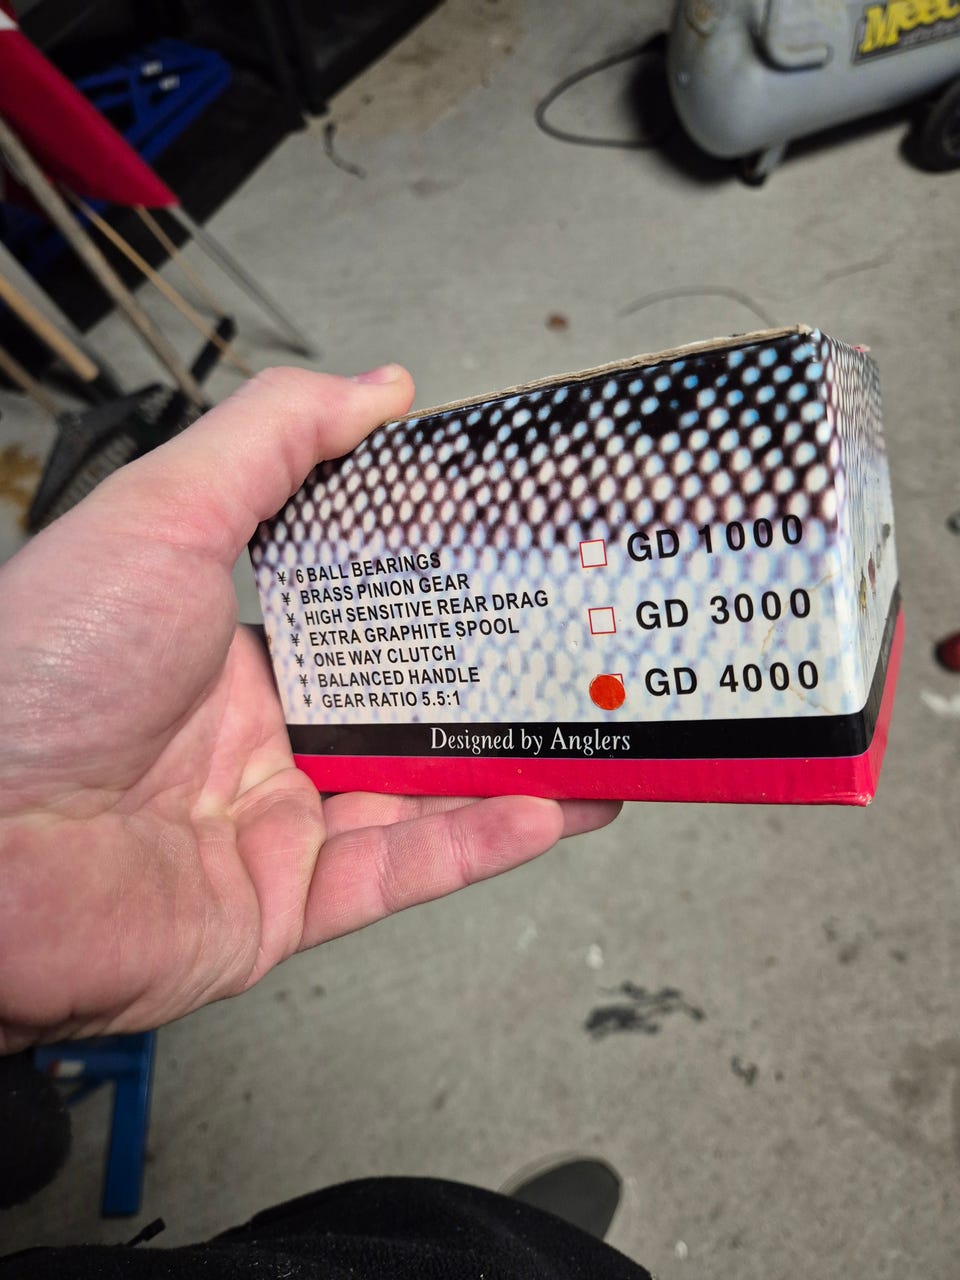 ¥ 6 BALL BEARINGS
¥ BRASS PINION GEAR
¥ HIGH SENSITIVE REAR DRAG
¥ EXTRA GRAPHITE SPOOL
¥ ONE WAY CLUTCH
¥ BALANCED HANDLE
¥ GEAR RATIO 5.5:1
GD 1000
GD 3000
GD 4000
Designed by Anglers